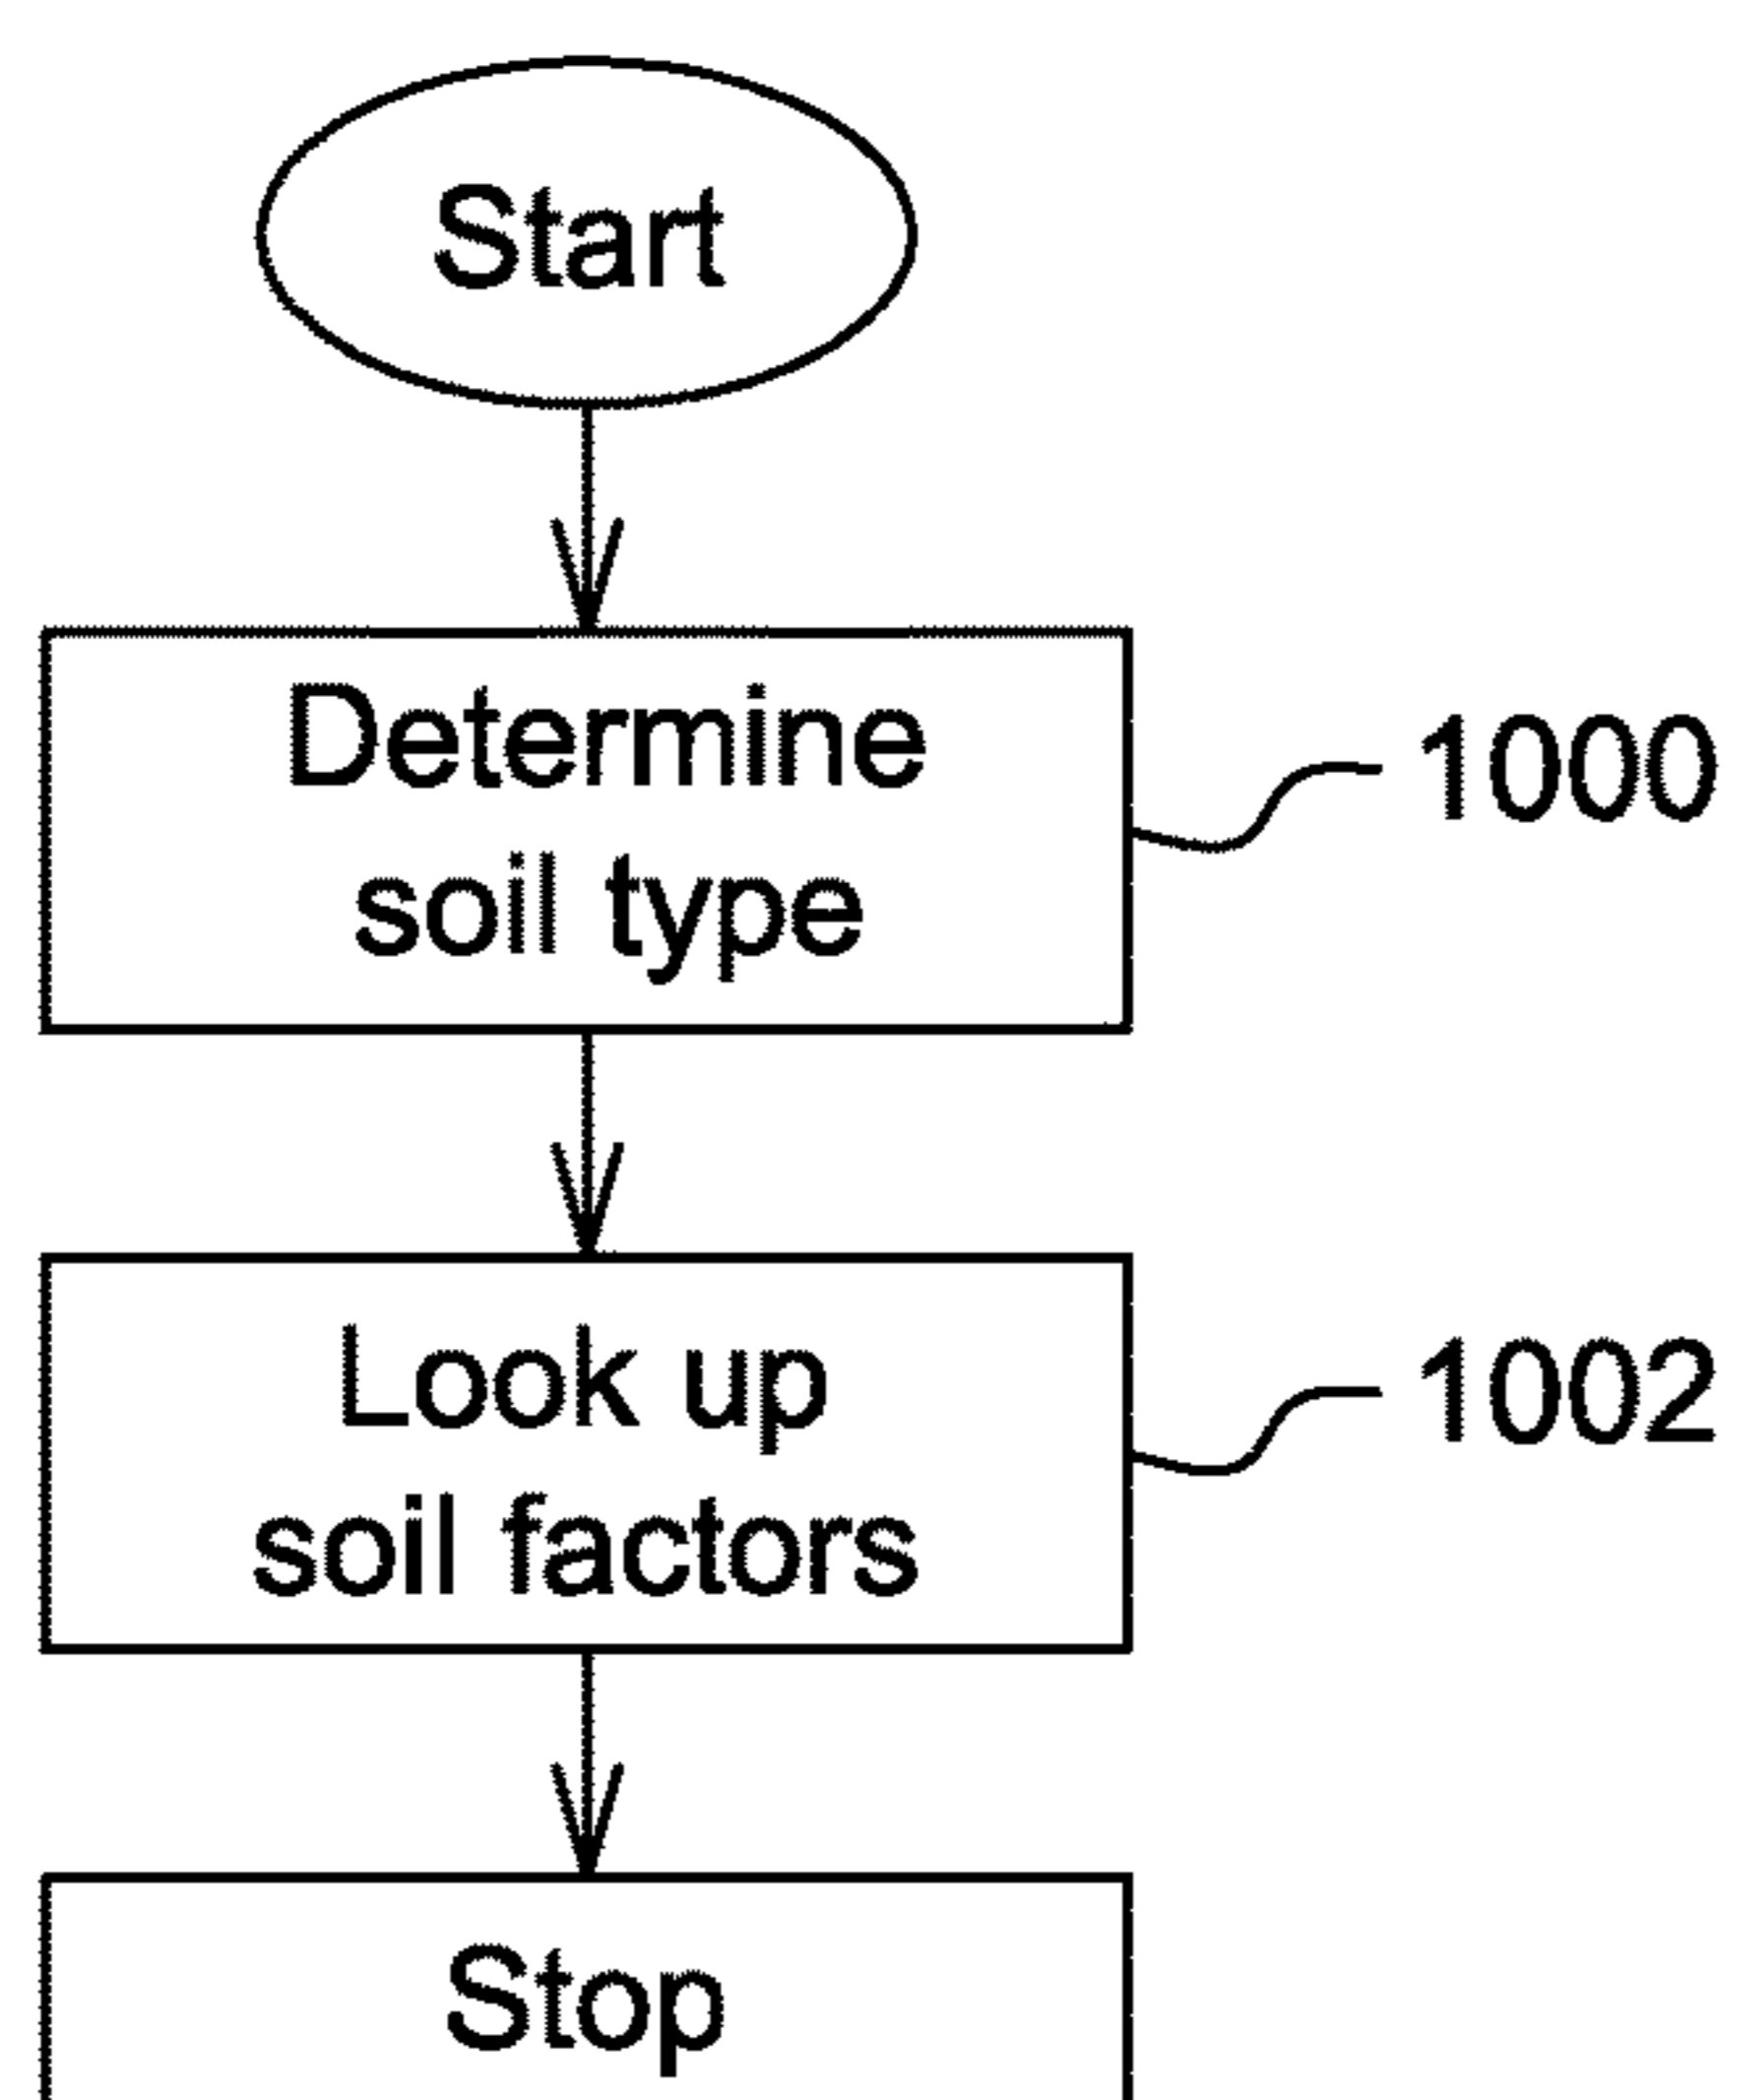 Start
Determine
soil type
1000
Look up
soil factors
1002
Stop